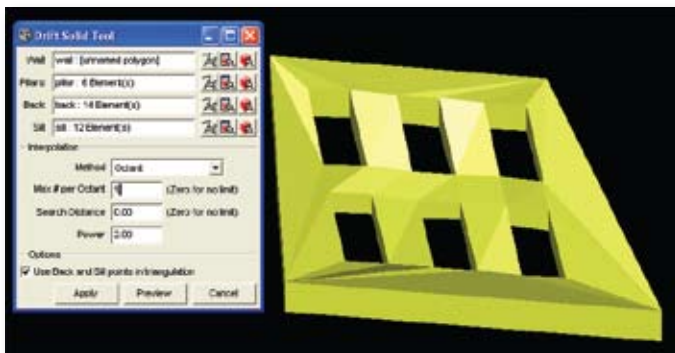 Drift Solid Tool
Wall wall : [unnamed polygon]
Pillars pillar : 6 Element(s)
Back back : 14 Element(s)
Sill sill : 12 Element(s)
Interpolation
Method Octant
Max # per Octant (Zero for no limit)
Search Distance 0.00 (Zero for no limit)
Power 2.00
Options
Use Back and Sill points in triangulation
Apply Preview Cancel